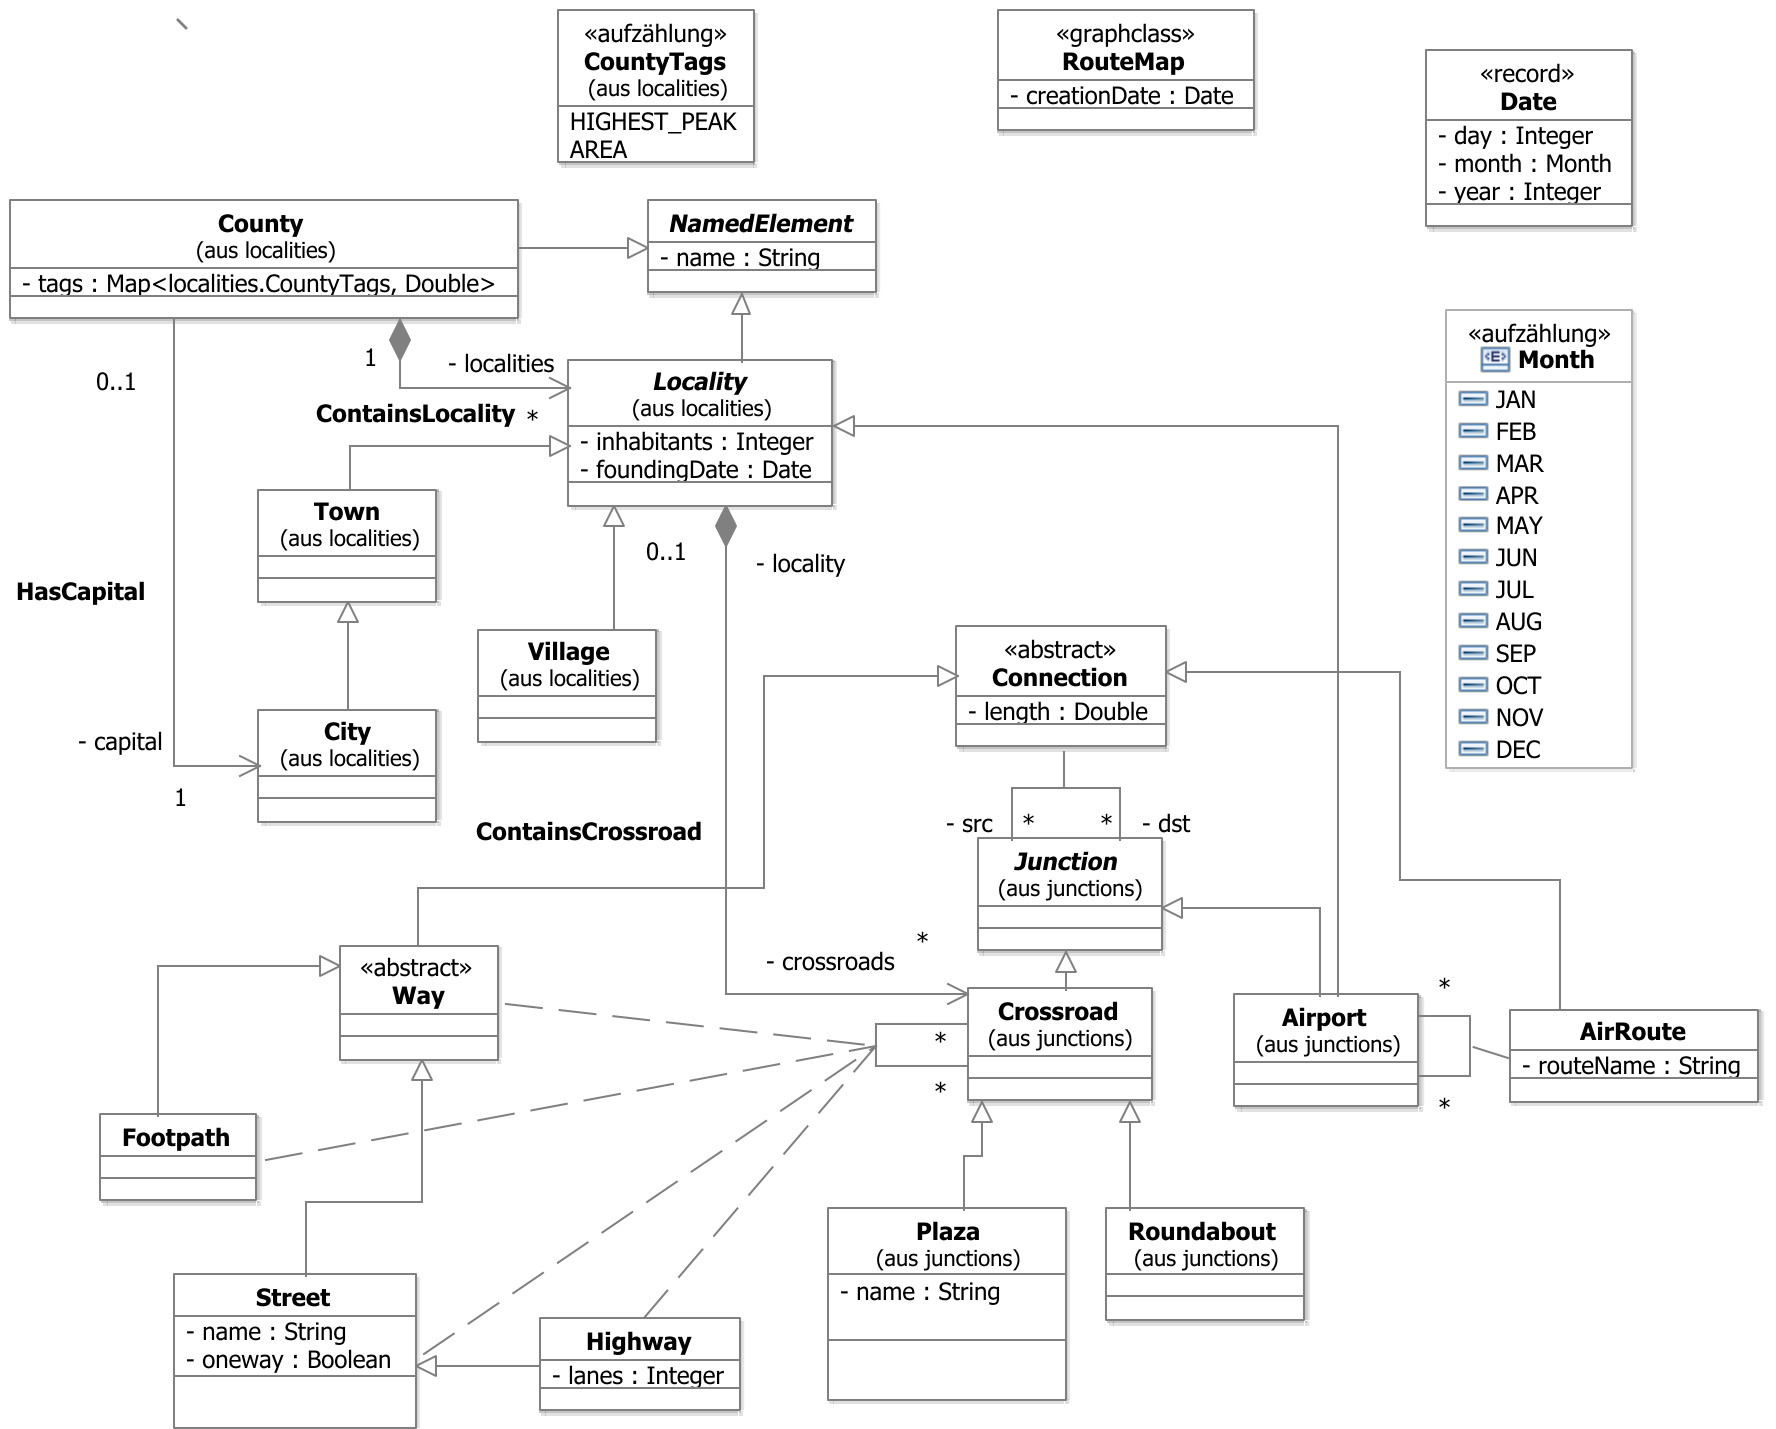 «aufzählung»
CountyTags
(aus localities)
HIGHEST_PEAK
AREA
«graphclass»
RouteMap
- creationDate : Date
«record»
Date
- day : Integer
- month : Month
- year : Integer
County
(aus localities)
- tags : Map<localities.CountyTags, Double>
NamedElement
- name : String
«aufzählung»
<E> Month
JAN
FEB
MAR
APR
MAY
JUN
JUL
AUG
SEP
OCT
NOV
DEC
0..1
1
- localities
ContainsLocality *
Locality
(aus localities)
- inhabitants : Integer
- foundingDate : Date
Town
(aus localities)
HasCapital
0..1
- locality
Village
(aus localities)
City
(aus localities)
- capital
1
ContainsCrossroad
«abstract»
Connection
- length : Double
- src * * - dst
Junction
(aus junctions)
*
- crossroads
«abstract»
Way
Crossroad
(aus junctions)
*
*
Airport
(aus junctions)
*
*
AirRoute
- routeName : String
Footpath
Plaza
(aus junctions)
- name : String
Roundabout
(aus junctions)
Street
- name : String
- oneway : Boolean
Highway
- lanes : Integer